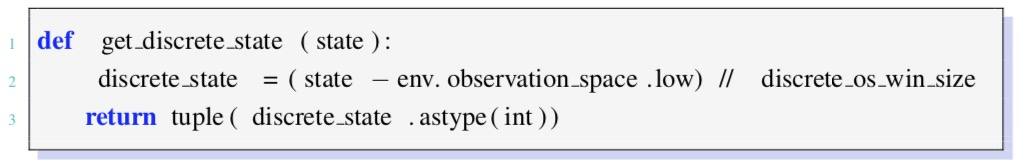 1 def get_discrete_state ( state ):
2 discrete_state = ( state − env. observation_space .low) // discrete_os_win_size
3 return tuple ( discrete_state .astype( int ))